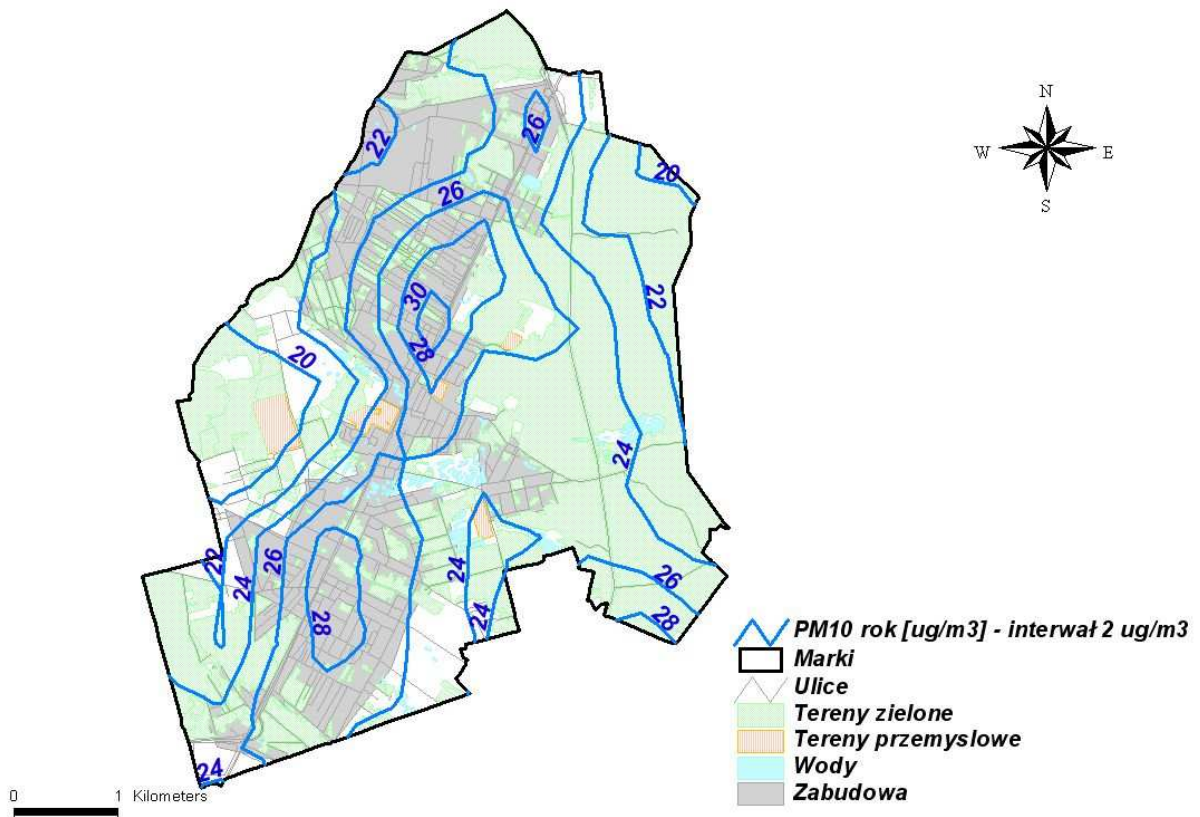 N
W E
S
26
22
20
26
22
30
28
20
24
22
24
26
24
26
28
24
28
24
PM10 rok [ug/m3] - interwał 2 ug/m3
Marki
Ulice
Tereny zielone
Tereny przemyslowe
Wody
Zabudowa
0 1 Kilometers